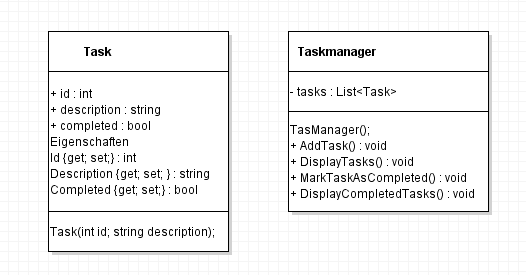 Task
+ id : int
+ description : string
+ completed : bool
Eigenschaften
Id {get; set;} : int
Description {get; set; } : string
Completed {get; set;} : bool
Task(int id; string description);
Taskmanager
- tasks : List<Task>
TasManager();
+ AddTask() : void
+ DisplayTasks() : void
+ MarkTaskAsCompleted() : void
+ DisplayCompletedTasks() : void